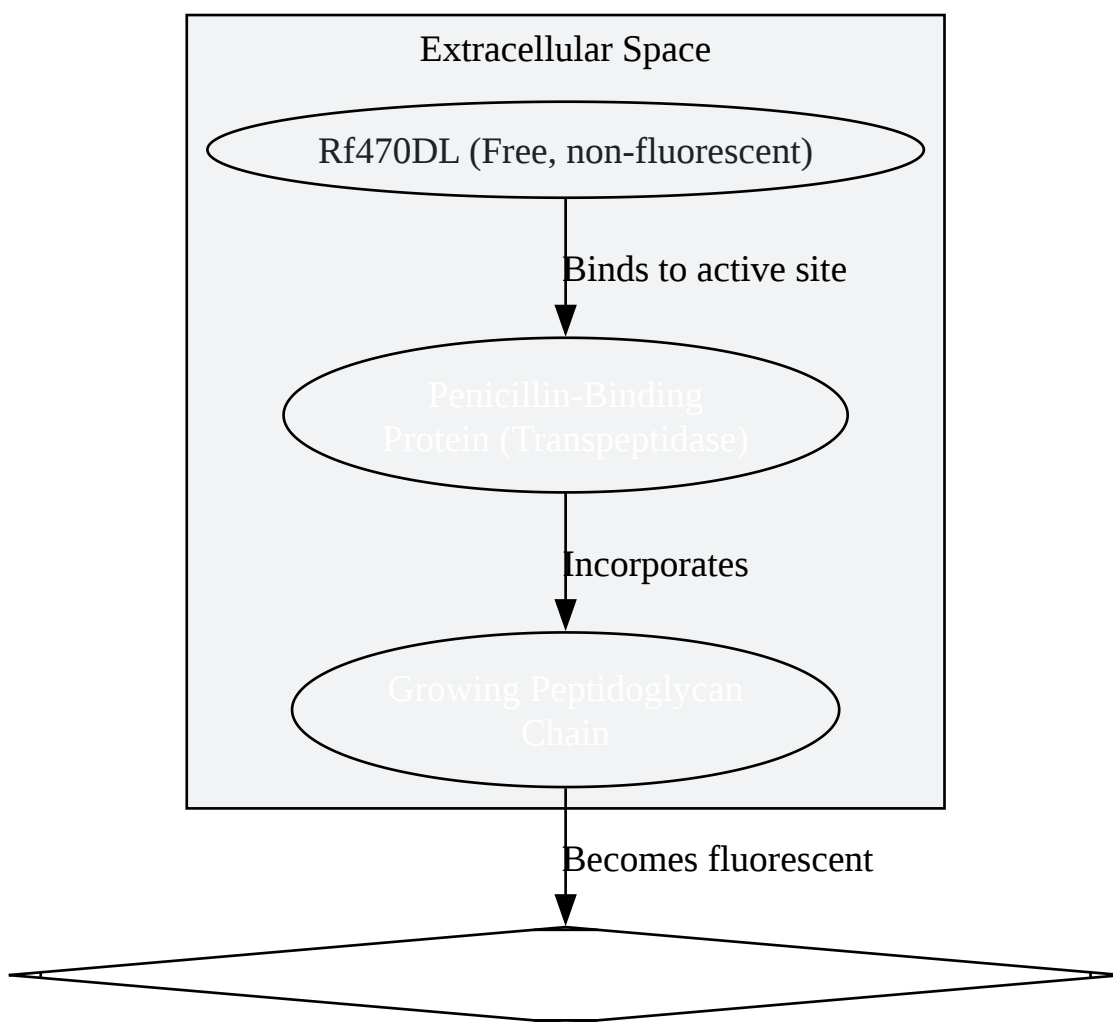 Extracellular Space
Rf470DL (Free, non-fluorescent)
Binds to active site
Penicillin-Binding
Protein (Transpeptidase)
Incorporates
Growing Peptidoglycan
Chain
Becomes fluorescent